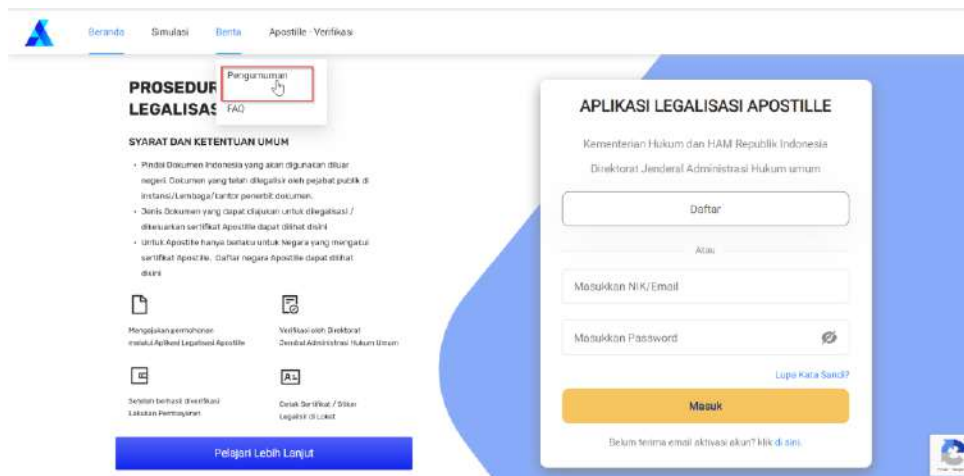 Beranda Simulasi Berita Apostille - Verifikasi
Pengumuman
FAQ
PROSEDUR
LEGALISAS
SYARAT DAN KETENTUAN UMUM
• Pindai Dokumen Indonesia yang akan digunakan diluar
negeri. Dokumen yang telah dilegalisir oleh pejabat publik di
instansi/Lembaga/kantor penerbit dokumen.
• Jenis Dokumen yang dapat diajukan untuk dilegalisasi /
dikeluarkan sertifikat Apostille dapat dilihat disini
• Untuk Apostille hanya berlaku untuk Negara yang mengakui
sertifikat Apostille. Daftar negara Apostille dapat dilihat
disini
Mengajukan permohonan
melalui Aplikasi Legalisasi Apostille
Verifikasi oleh Direktorat
Jenderal Administrasi Hukum Umum
Setelah berhasil diverifikasi
Lakukan Pembayaran
Cetak Sertifikat / Stiker
Legalisir di Loket
Pelajari Lebih Lanjut
APLIKASI LEGALISASI APOSTILLE
Kementerian Hukum dan HAM Republik Indonesia
Direktorat Jenderal Administrasi Hukum umum
Daftar
Atau
Masukkan NIK/Email
Masukkan Password
Lupa Kata Sandi?
Masuk
Belum terima email aktivasi akun? klik di sini.